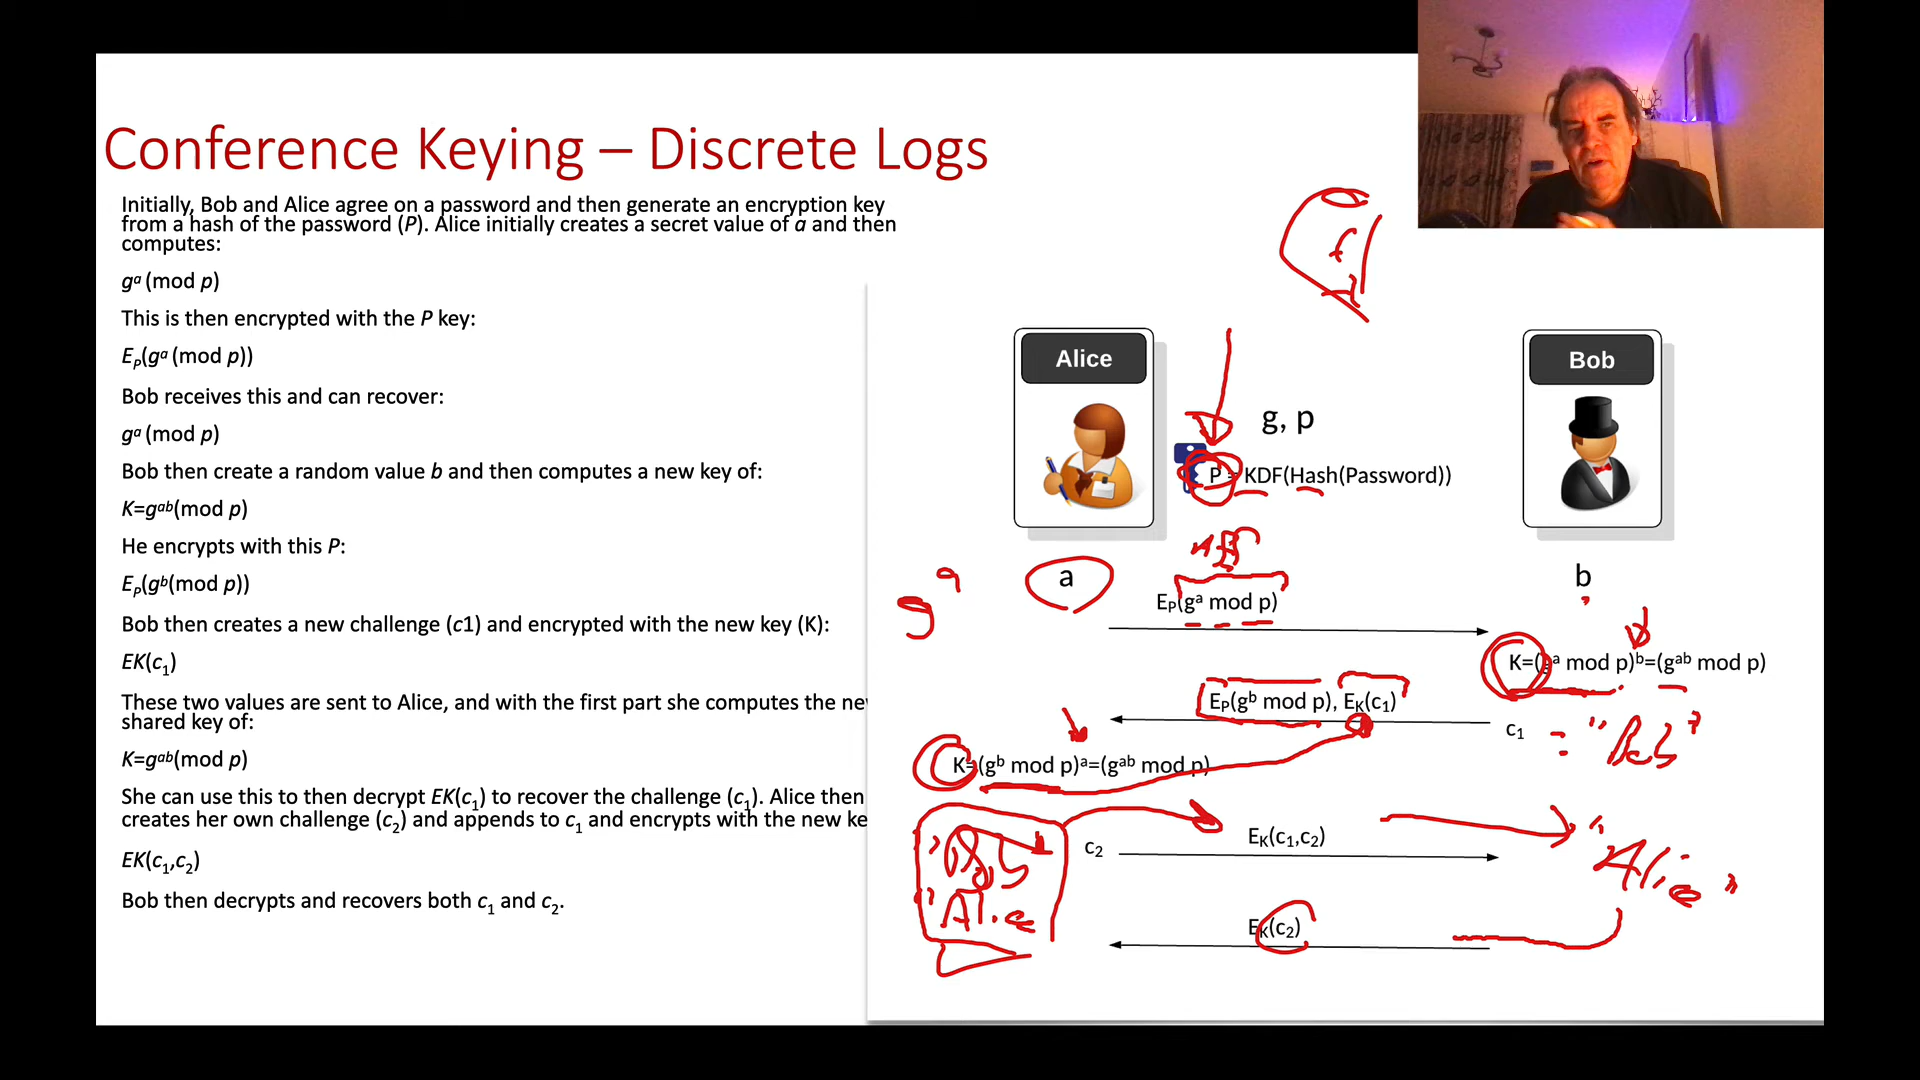 Conference Keying – Discrete Logs
Initially, Bob and Alice agree on a password and then generate an encryption key
from a hash of the password (P). Alice initially creates a secret value of a and then
computes:
gᵃ (mod p)
This is then encrypted with the P key:
Eₚ(gᵃ (mod p))
Bob receives this and can recover:
gᵃ (mod p)
Bob then create a random value b and then computes a new key of:
K=gᵃᵇ(mod p)
He encrypts with this P:
Eₚ(gᵇ(mod p))
Bob then creates a new challenge (c1) and encrypted with the new key (K):
EK(c₁)
These two values are sent to Alice, and with the first part she computes the ne
shared key of:
K=gᵃᵇ(mod p)
She can use this to then decrypt EK(c₁) to recover the challenge (c₁). Alice then
creates her own challenge (c₂) and appends to c₁ and encrypts with the new ke
EK(c₁,c₂)
Bob then decrypts and recovers both c₁ and c₂.
Alice
Bob
g, p
P = KDF(Hash(Password))
a
b
gᵃ
E_P(gᵃ mod p)
K=(gᵃ mod p)ᵇ=(gᵃᵇ mod p)
E_P(gᵇ mod p), E_K(c₁)
c₁ = "Bob"
K=(gᵇ mod p)ᵃ=(gᵃᵇ mod p)
c₂
E_K(c₁,c₂)
"Alice"
"Alice
E_K(c₂)